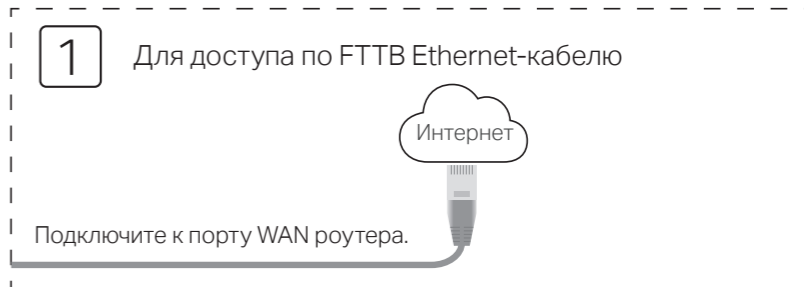 1
Для доступа по FTTB Ethernet-кабелю
Интернет
Подключите к порту WAN роутера.